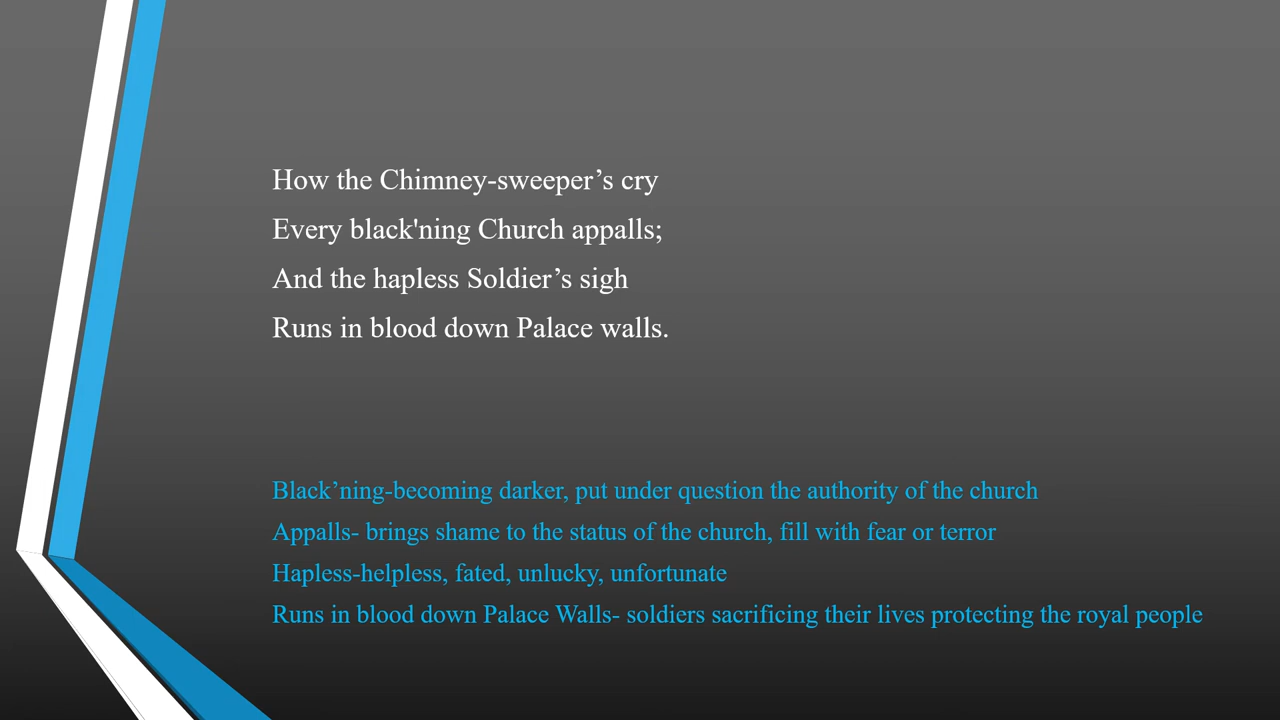 How the Chimney-sweeper’s cry
Every black'ning Church appalls;
And the hapless Soldier’s sigh
Runs in blood down Palace walls.
Black’ning-becoming darker, put under question the authority of the church
Appalls- brings shame to the status of the church, fill with fear or terror
Hapless-helpless, fated, unlucky, unfortunate
Runs in blood down Palace Walls- soldiers sacrificing their lives protecting the royal people